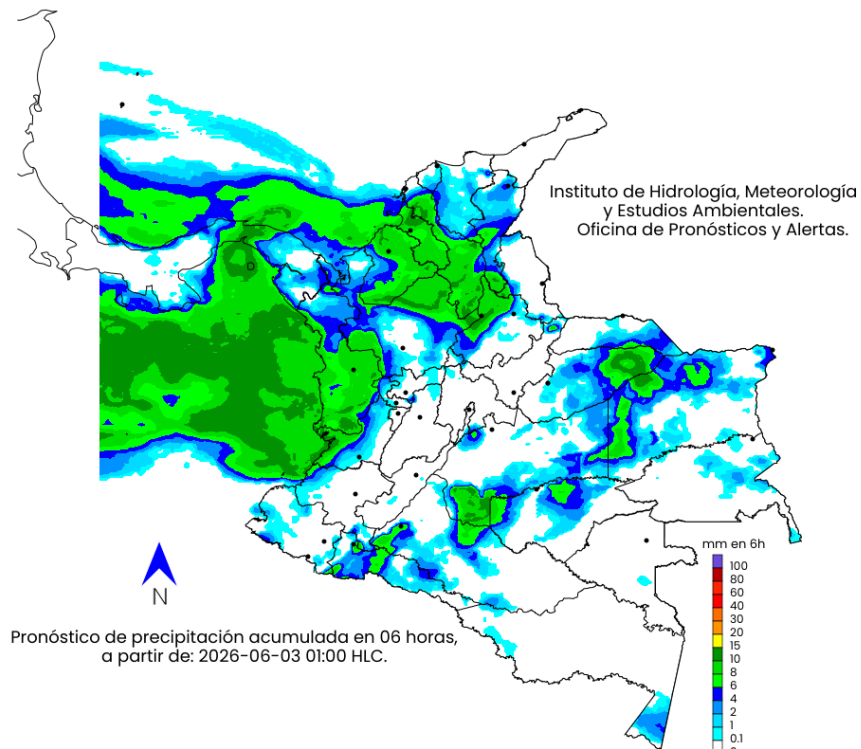 Instituto de Hidrología, Meteorología
y Estudios Ambientales.
Oficina de Pronósticos y Alertas.
N
Pronóstico de precipitación acumulada en 06 horas,
a partir de: 2026-06-03 01:00 HLC.
mm en 6h
100
80
60
40
30
20
15
10
8
6
4
2
1
0.1